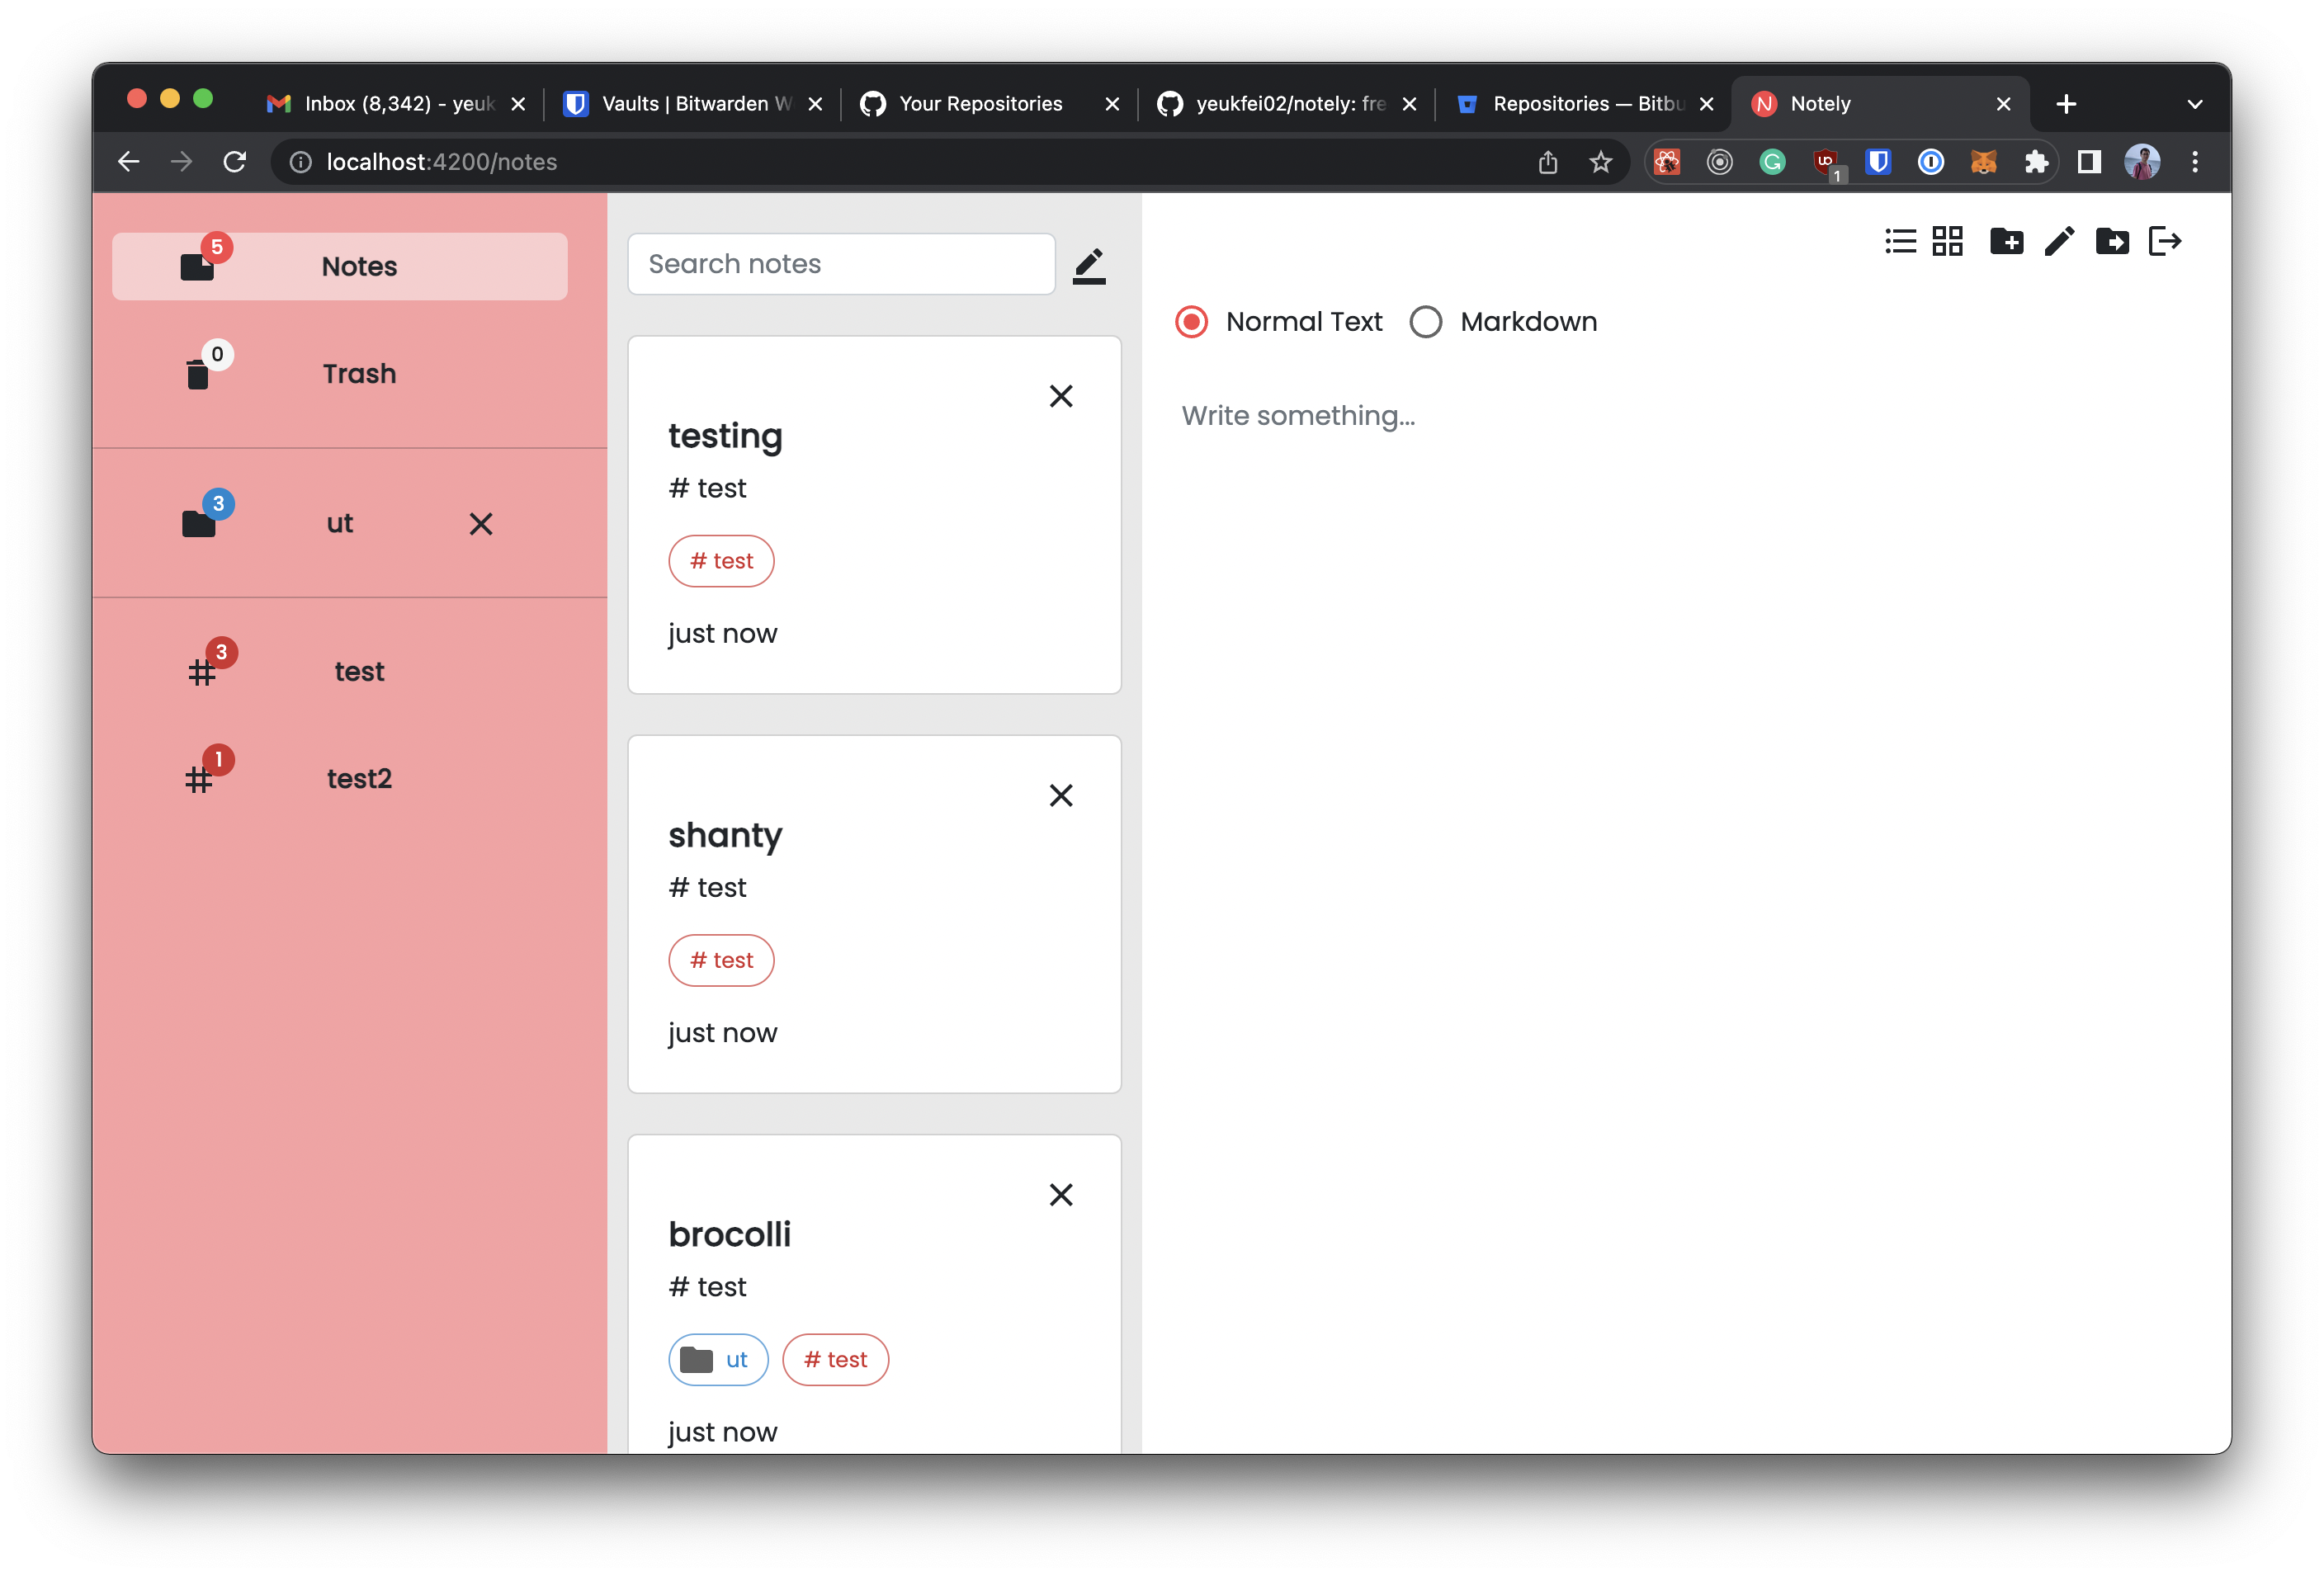 Inbox (8,342) - yeuk
Vaults | Bitwarden W
Your Repositories
yeukfei02/notely: fre
Repositories — Bitbu
Notely
localhost:4200/notes
1
5
Notes
0
Trash
3
ut
3
test
1
test2
Search notes
testing
# test
# test
just now
shanty
# test
# test
just now
brocolli
# test
ut
# test
just now
Normal Text
Markdown
Write something...